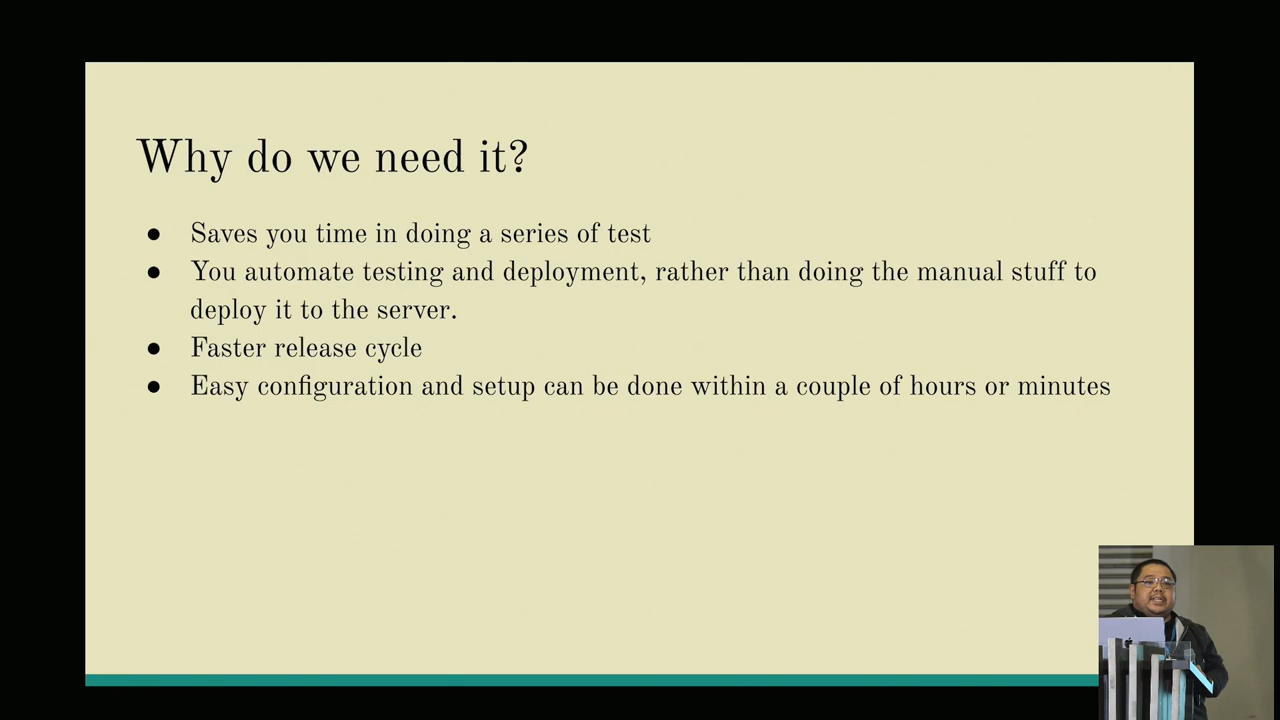 Why do we need it?
● Saves you time in doing a series of test
● You automate testing and deployment, rather than doing the manual stuff to
deploy it to the server.
● Faster release cycle
● Easy configuration and setup can be done within a couple of hours or minutes